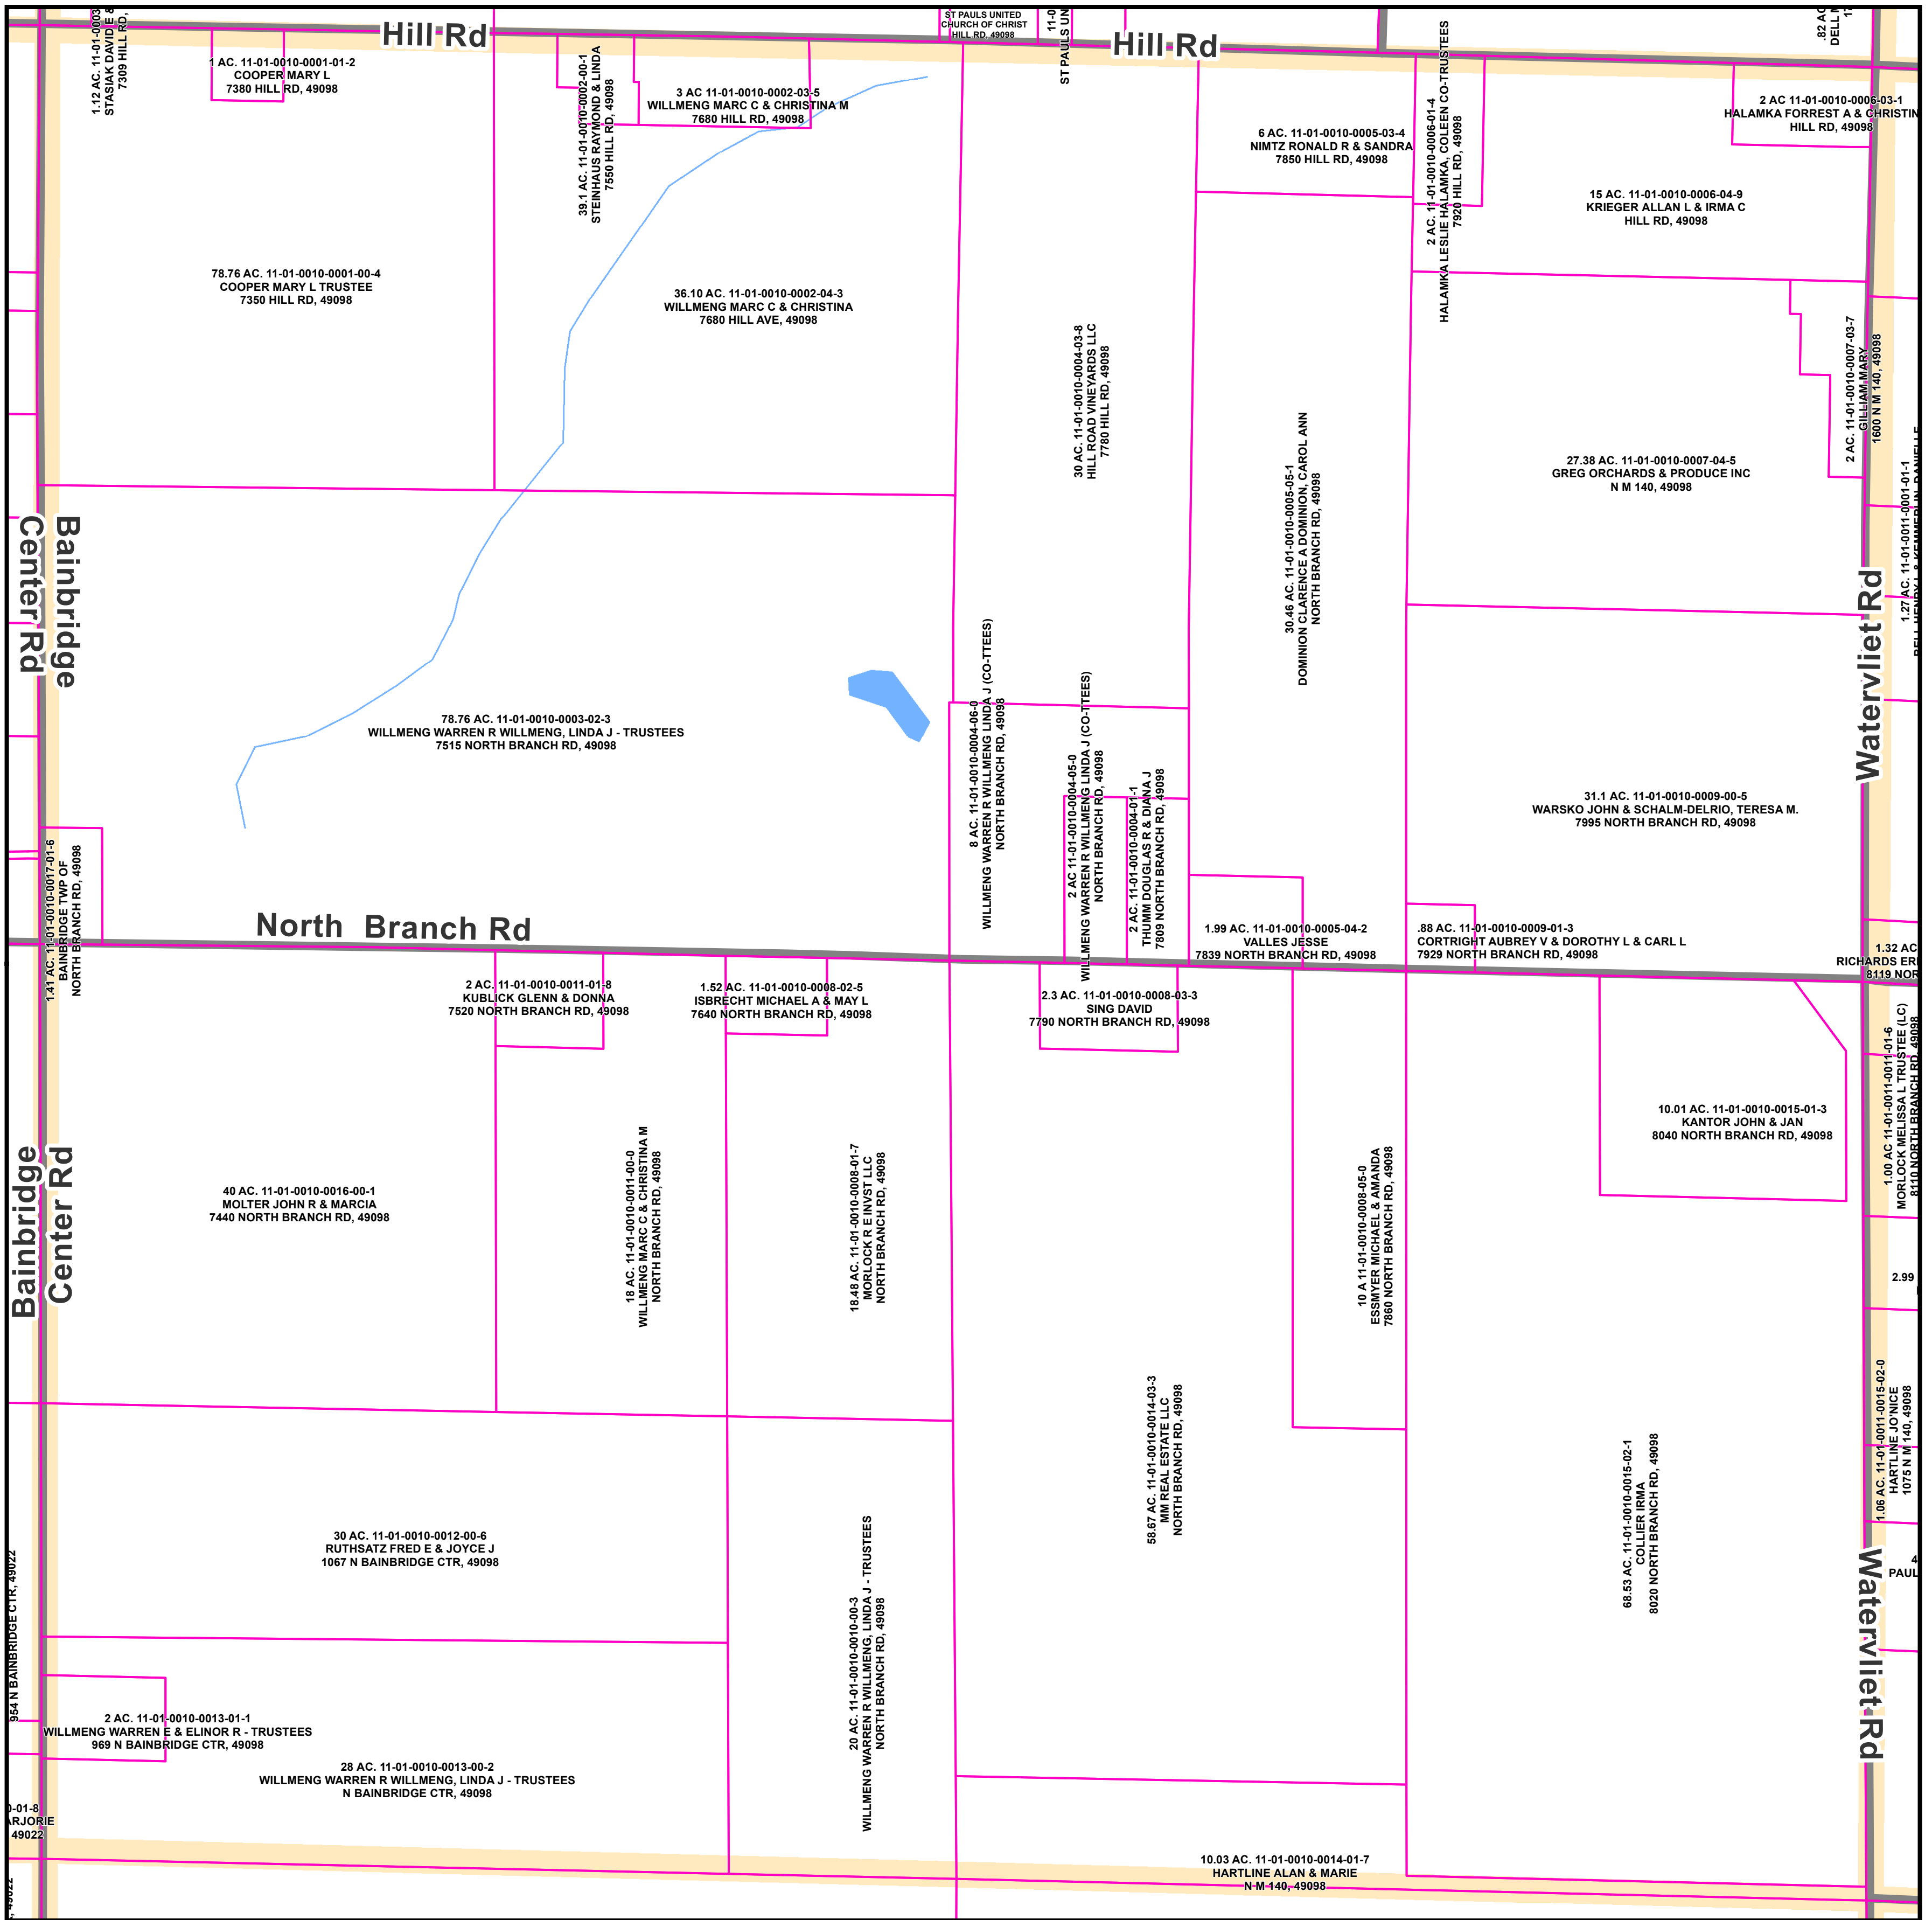 1.12 AC. 11-01-0003
STASIAK DAVID E &
7309 HILL RD,
Hill Rd
ST PAULS UNITED
CHURCH OF CHRIST
HILL RD, 49098
11-0
ST PAULS UN
Hill Rd
.82 AC
DELL
1 AC. 11-01-0010-0001-01-2
COOPER MARY L
7380 HILL RD, 49098
39.1 AC. 11-01-0010-0002-00-1
STEINHAUS RAYMOND & LINDA
7550 HILL RD, 49098
3 AC 11-01-0010-0002-03-5
WILLMENG MARC C & CHRISTINA M
7680 HILL RD, 49098
6 AC. 11-01-0010-0005-03-4
NIMTZ RONALD R & SANDRA
7850 HILL RD, 49098
2 AC. 11-01-0010-0006-01-4
HALAMKA LESLIE HALAMKA, COLEEN CO-TRUSTEES
7920 HILL RD, 49098
2 AC 11-01-0010-0006-03-1
HALAMKA FORREST A & CHRISTIN
HILL RD, 49098
15 AC. 11-01-0010-0006-04-9
KRIEGER ALLAN L & IRMA C
HILL RD, 49098
78.76 AC. 11-01-0010-0001-00-4
COOPER MARY L TRUSTEE
7350 HILL RD, 49098
36.10 AC. 11-01-0010-0002-04-3
WILLMENG MARC C & CHRISTINA
7680 HILL AVE, 49098
30 AC. 11-01-0010-0004-03-8
HILL ROAD VINEYARDS LLC
7780 HILL RD, 49098
2 AC. 11-01-0010-0007-03-7
GILLIAM MARY
1600 N M 140, 49098
30.46 AC. 11-01-0010-0005-05-1
DOMINION CLARENCE A DOMINION, CAROL ANN
NORTH BRANCH RD, 49098
27.38 AC. 11-01-0010-0007-04-5
GREG ORCHARDS & PRODUCE INC
N M 140, 49098
1.27 AC. 11-01-0011-0001-01-1
Bainbridge
Center Rd
Watervliet Rd
78.76 AC. 11-01-0010-0003-02-3
WILLMENG WARREN R WILLMENG, LINDA J - TRUSTEES
7515 NORTH BRANCH RD, 49098
8 AC. 11-01-0010-0004-06-0
WILLMENG WARREN R WILLMENG LINDA J (CO-TTEES)
NORTH BRANCH RD, 49098
2 AC 11-01-0010-0004-05-0
WILLMENG WARREN R WILLMENG LINDA J (CO-TTEES)
NORTH BRANCH RD, 49098
2 AC. 11-01-0010-0004-01-1
THUMM DOUGLAS R & DIANA J
7809 NORTH BRANCH RD, 49098
31.1 AC. 11-01-0010-0009-00-5
WARSKO JOHN & SCHALM-DELRIO, TERESA M.
7995 NORTH BRANCH RD, 49098
1.41 AC. 11-01-0010-0017-01-6
BAINBRIDGE TWP OF
NORTH BRANCH RD, 49098
North Branch Rd
1.99 AC. 11-01-0010-0005-04-2
VALLES JESSE
7839 NORTH BRANCH RD, 49098
.88 AC. 11-01-0010-0009-01-3
CORTRIGHT AUBREY V & DOROTHY L & CARL L
7929 NORTH BRANCH RD, 49098
1.32 AC
RICHARDS ERI
8119 NOR
2 AC. 11-01-0010-0011-01-8
KUBLICK GLENN & DONNA
7520 NORTH BRANCH RD, 49098
1.52 AC. 11-01-0010-0008-02-5
ISBRECHT MICHAEL A & MAY L
7640 NORTH BRANCH RD, 49098
2.3 AC. 11-01-0010-0008-03-3
SING DAVID
7790 NORTH BRANCH RD, 49098
1.00 AC 11-01-0011-0011-01-6
MORLOCK MELISSA L TRUSTEE (LC)
8110 NORTH BRANCH RD, 49098
10.01 AC. 11-01-0010-0015-01-3
KANTOR JOHN & JAN
8040 NORTH BRANCH RD, 49098
Bainbridge
Center Rd
40 AC. 11-01-0010-0016-00-1
MOLTER JOHN R & MARCIA
7440 NORTH BRANCH RD, 49098
18 AC. 11-01-0010-0011-00-0
WILLMENG MARC C & CHRISTINA M
NORTH BRANCH RD, 49098
18.48 AC. 11-01-0010-0008-01-7
MORLOCK R E INVST LLC
NORTH BRANCH RD, 49098
10 A 11-01-0010-0008-05-0
ESSMYER MICHAEL & AMANDA
7860 NORTH BRANCH RD, 49098
2.99
1.06 AC. 11-01-0011-0015-02-0
HARTLINE JO'NICE
1075 N M 140, 49098
58.67 AC. 11-01-0010-0014-03-3
MM REAL ESTATE LLC
NORTH BRANCH RD, 49098
68.53 AC. 11-01-0010-0015-02-1
COLLIER IRMA
8020 NORTH BRANCH RD, 49098
30 AC. 11-01-0010-0012-00-6
RUTHSATZ FRED E & JOYCE J
1067 N BAINBRIDGE CTR, 49098
954 N BAINBRIDGE CTR, 49022
20 AC. 11-01-0010-0010-00-3
WILLMENG WARREN R WILLMENG, LINDA J - TRUSTEES
NORTH BRANCH RD, 49098
4
PAUL
Watervliet Rd
2 AC. 11-01-0010-0013-01-1
WILLMENG WARREN E & ELINOR R - TRUSTEES
969 N BAINBRIDGE CTR, 49098
28 AC. 11-01-0010-0013-00-2
WILLMENG WARREN R WILLMENG, LINDA J - TRUSTEES
N BAINBRIDGE CTR, 49098
0-01-8
ARJORIE
49022
10.03 AC. 11-01-0010-0014-01-7
HARTLINE ALAN & MARIE
N M 140, 49098